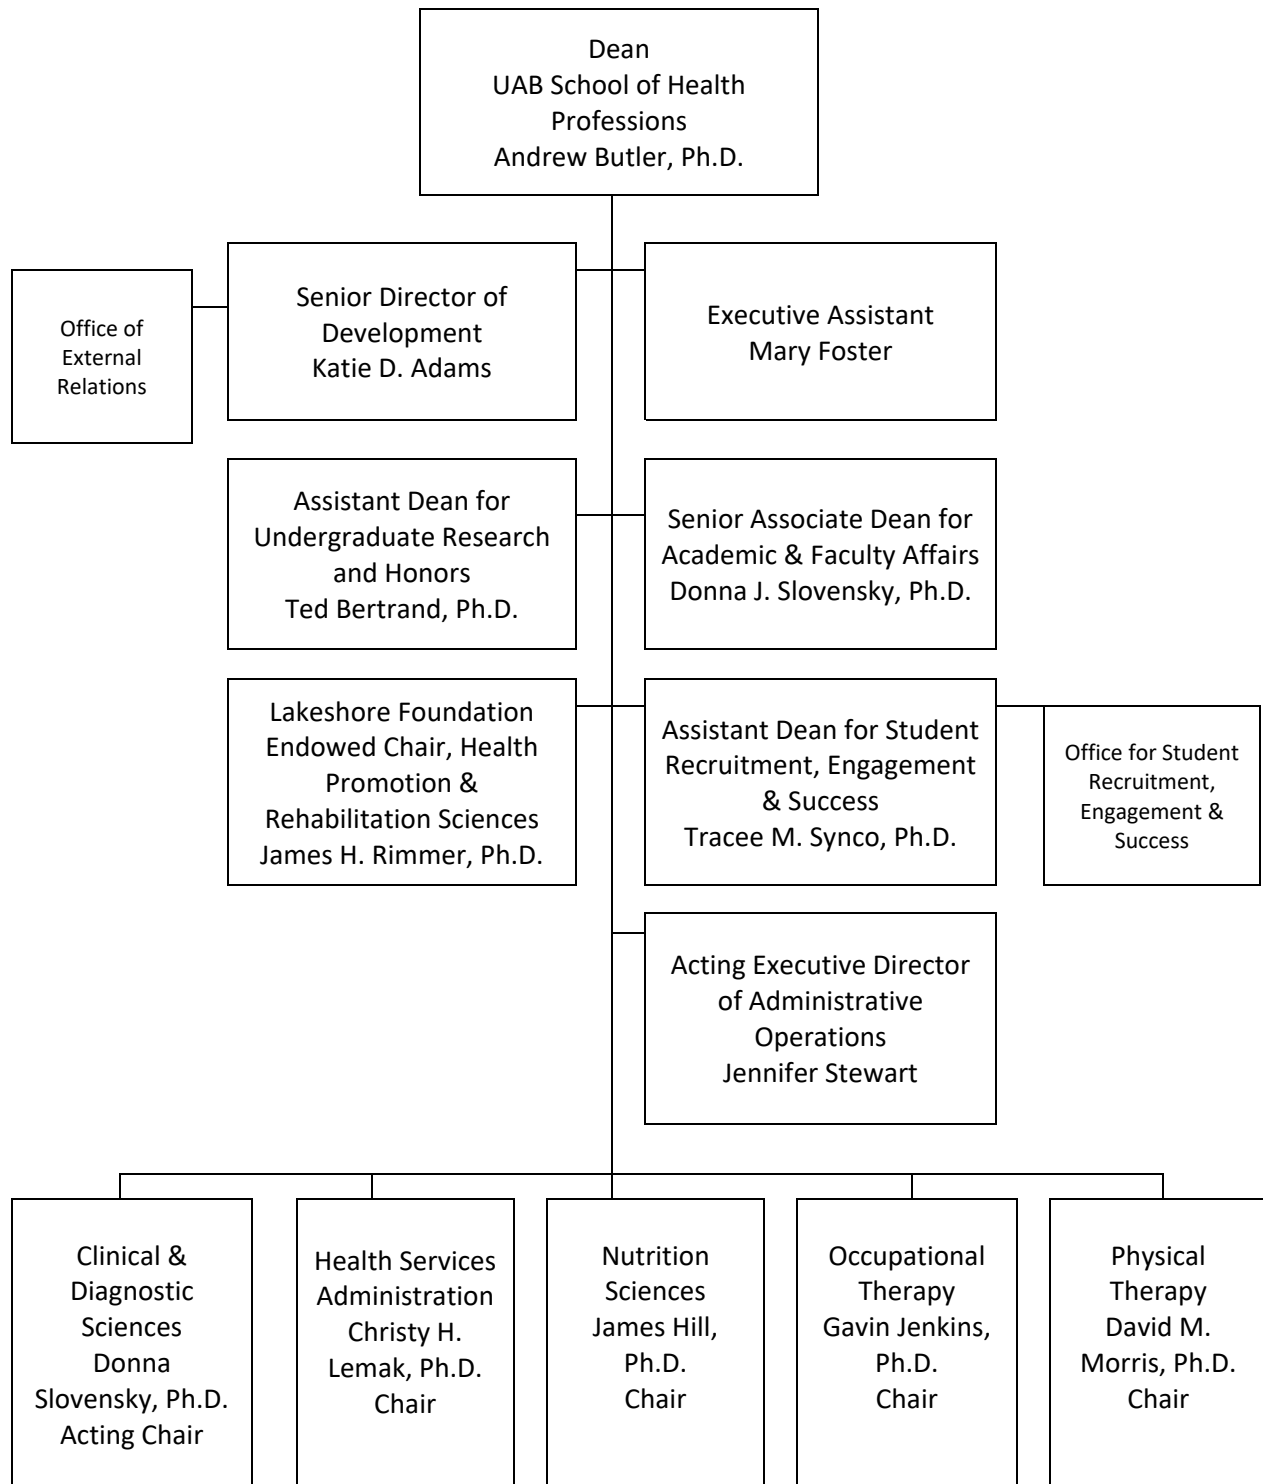 Dean
UAB School of Health
Professions
Andrew Butler, Ph.D.
Office of
External
Relations
Senior Director of
Development
Katie D. Adams
Executive Assistant
Mary Foster
Assistant Dean for
Undergraduate Research
and Honors
Ted Bertrand, Ph.D.
Senior Associate Dean for
Academic & Faculty Affairs
Donna J. Slovensky, Ph.D.
Lakeshore Foundation
Endowed Chair, Health
Promotion &
Rehabilitation Sciences
James H. Rimmer, Ph.D.
Assistant Dean for Student
Recruitment, Engagement
& Success
Tracee M. Synco, Ph.D.
Office for Student
Recruitment,
Engagement &
Success
Acting Executive Director
of Administrative
Operations
Jennifer Stewart
Clinical &
Diagnostic
Sciences
Donna
Slovensky, Ph.D.
Acting Chair
Health Services
Administration
Christy H.
Lemak, Ph.D.
Chair
Nutrition
Sciences
James Hill,
Ph.D.
Chair
Occupational
Therapy
Gavin Jenkins,
Ph.D.
Chair
Physical
Therapy
David M.
Morris, Ph.D.
Chair